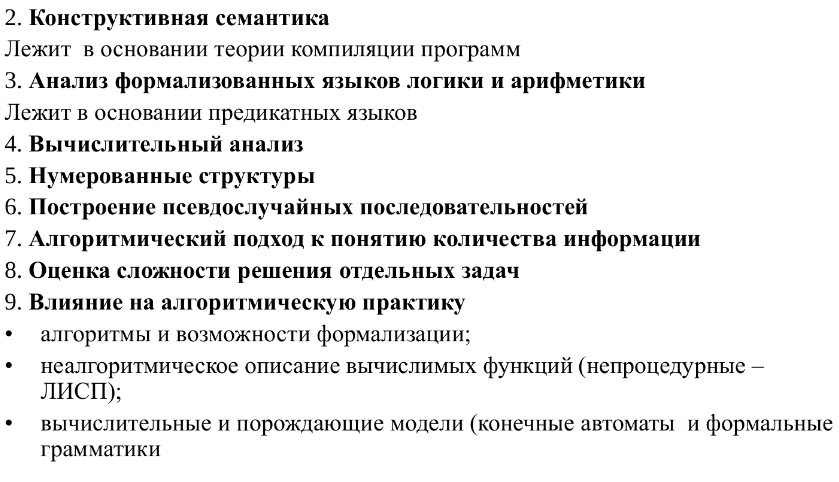 2. Конструктивная семантика
Лежит  в основании теории компиляции программ
3. Анализ формализованных языков логики и арифметики
Лежит в основании предикатных языков
4. Вычислительный анализ
5. Нумерованные структуры
6. Построение псевдослучайных последовательностей
7. Алгоритмический подход к понятию количества информации
8. Оценка сложности решения отдельных задач
9. Влияние на алгоритмическую практику
• алгоритмы и возможности формализации;
• неалгоритмическое описание вычислимых функций (непроцедурные –
ЛИСП);
• вычислительные и порождающие модели (конечные автоматы  и формальные
грамматики